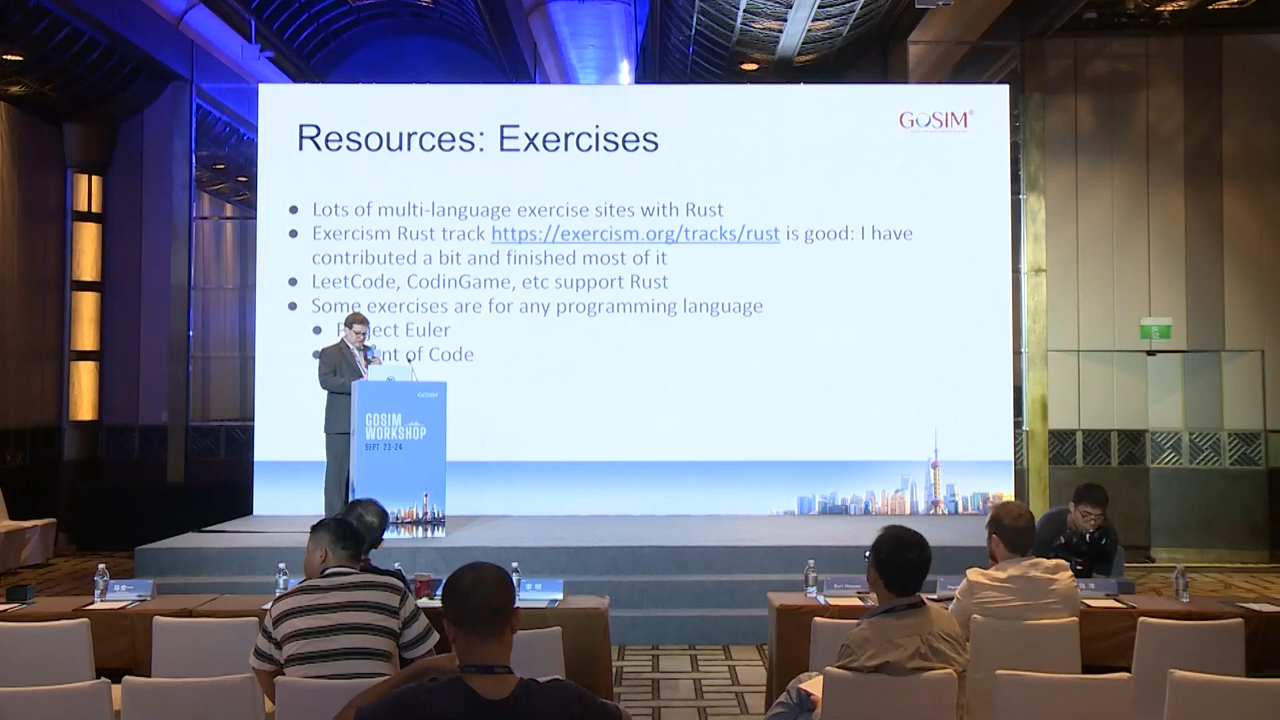 GOSIM
Resources: Exercises
● Lots of multi-language exercise sites with Rust
● Exercism Rust track https://exercism.org/tracks/rust is good: I have
contributed a bit and finished most of it
● LeetCode, CodinGame, etc support Rust
● Some exercises are for any programming language
● P ject Euler
● nt of Code
GOSIM
GOSIM
WORKSHOP
SEPT 23-24